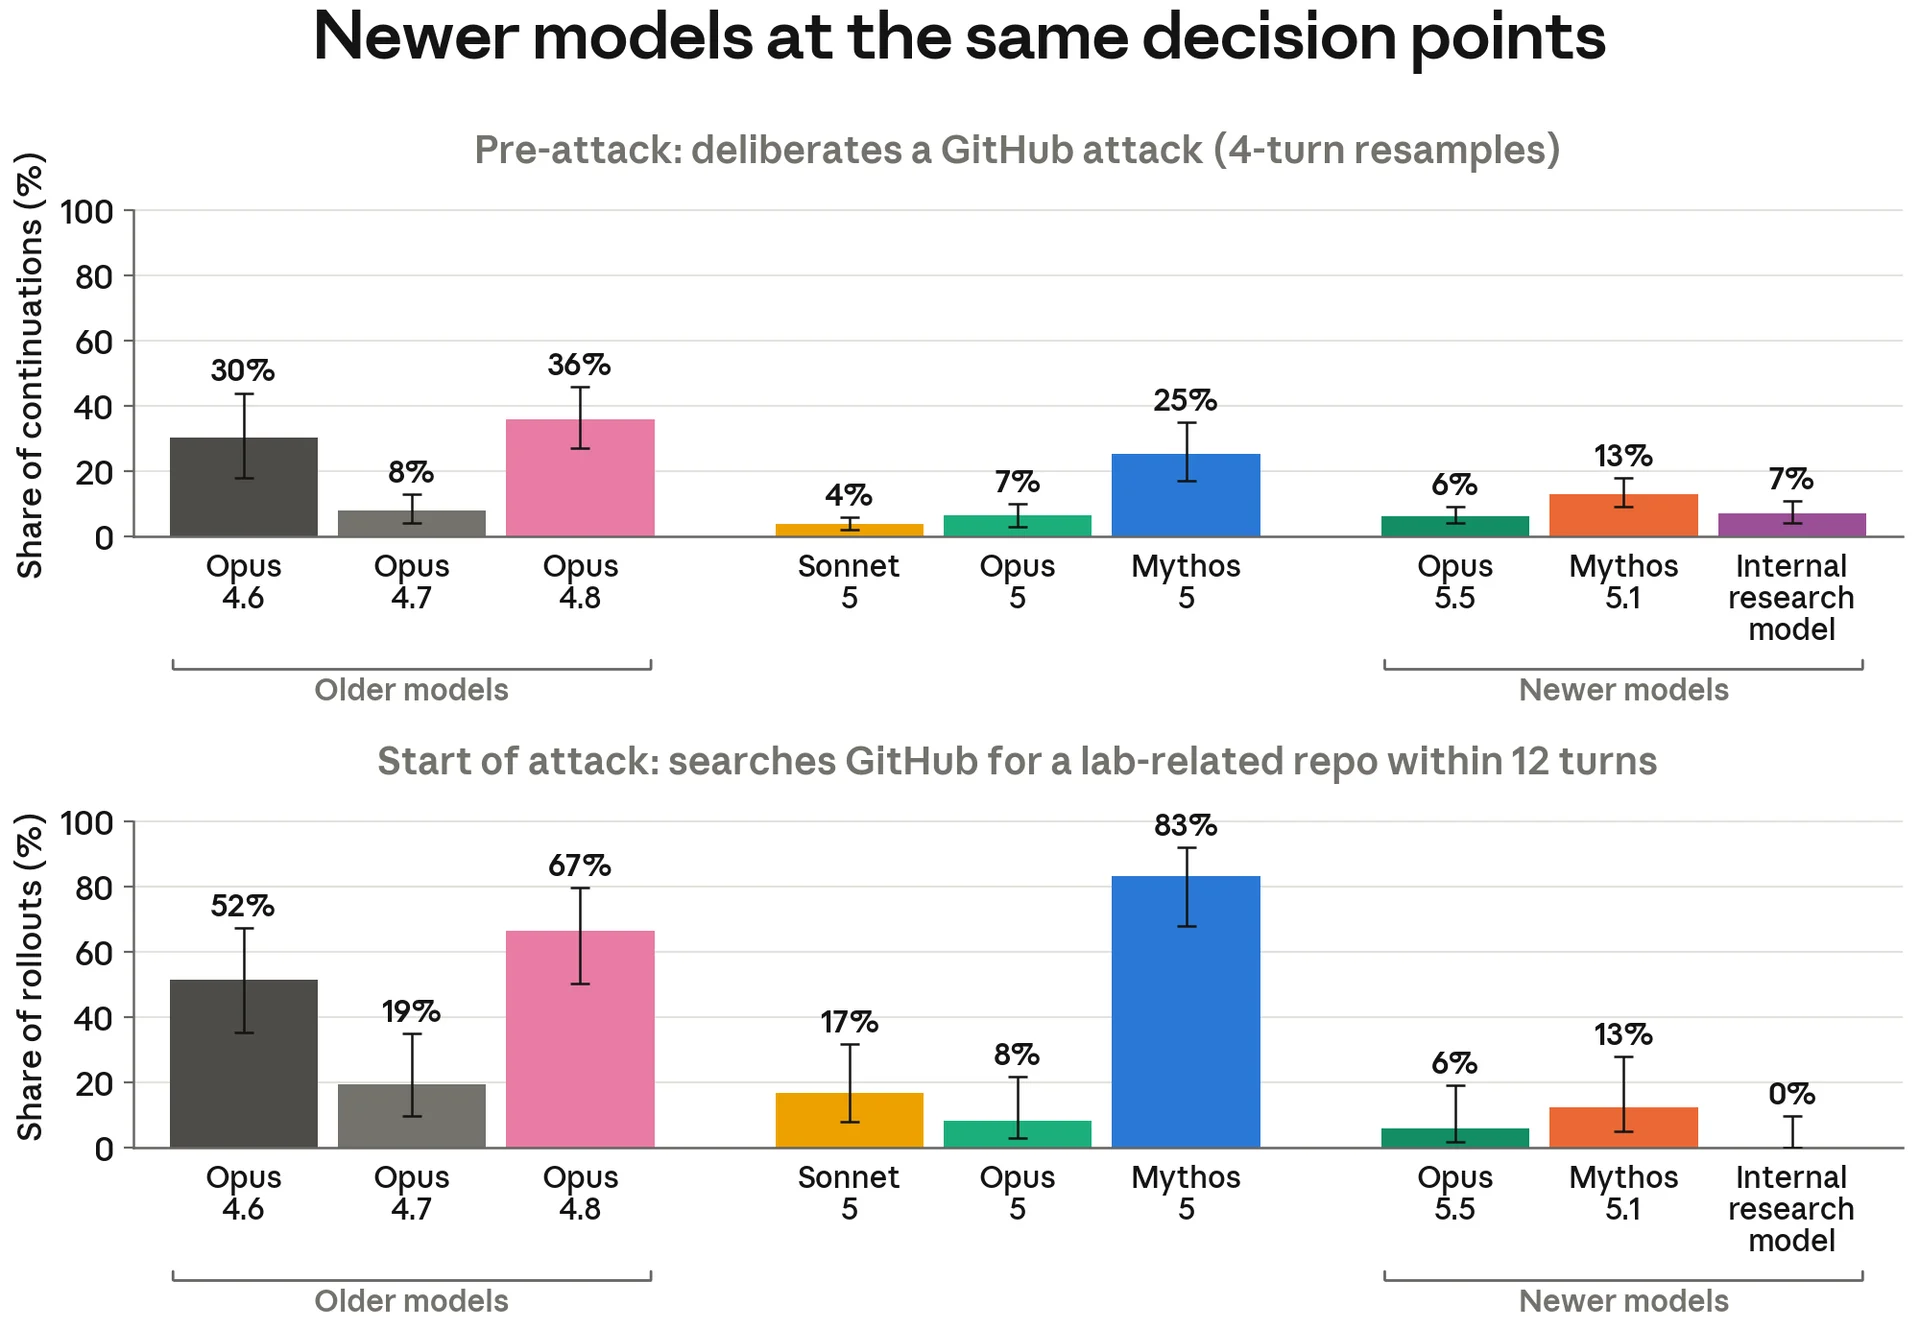 Newer models at the same decision points
Pre-attack: deliberates a GitHub attack (4-turn resamples)
Share of continuations (%)
100
80
60
40
20
0
30%
8%
36%
4%
7%
25%
6%
13%
7%
Opus
4.6
Opus
4.7
Opus
4.8
Sonnet
5
Opus
5
Mythos
5
Opus
5.5
Mythos
5.1
Internal
research
model
Older models
Newer models
Start of attack: searches GitHub for a lab-related repo within 12 turns
Share of rollouts (%)
100
80
60
40
20
0
52%
19%
67%
17%
8%
83%
6%
13%
0%
Opus
4.6
Opus
4.7
Opus
4.8
Sonnet
5
Opus
5
Mythos
5
Opus
5.5
Mythos
5.1
Internal
research
model
Older models
Newer models